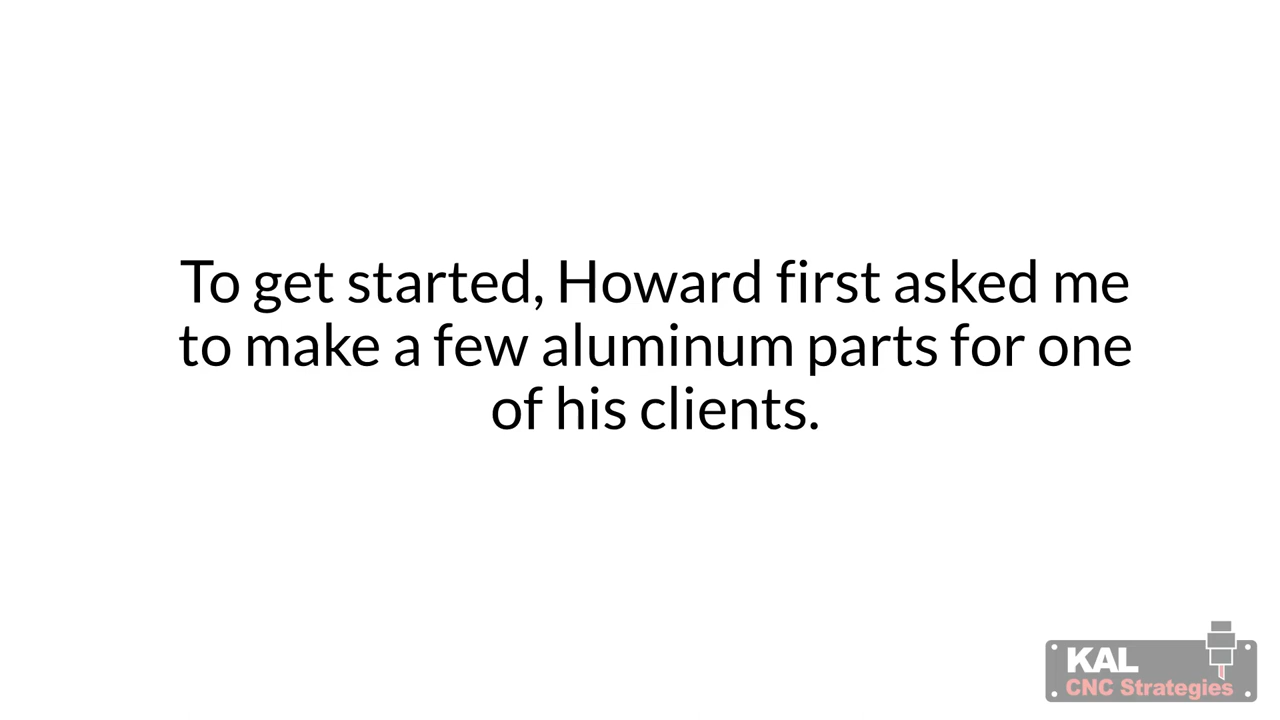 To get started, Howard first asked me
to make a few aluminum parts for one
of his clients.
KAL
CNC Strategies